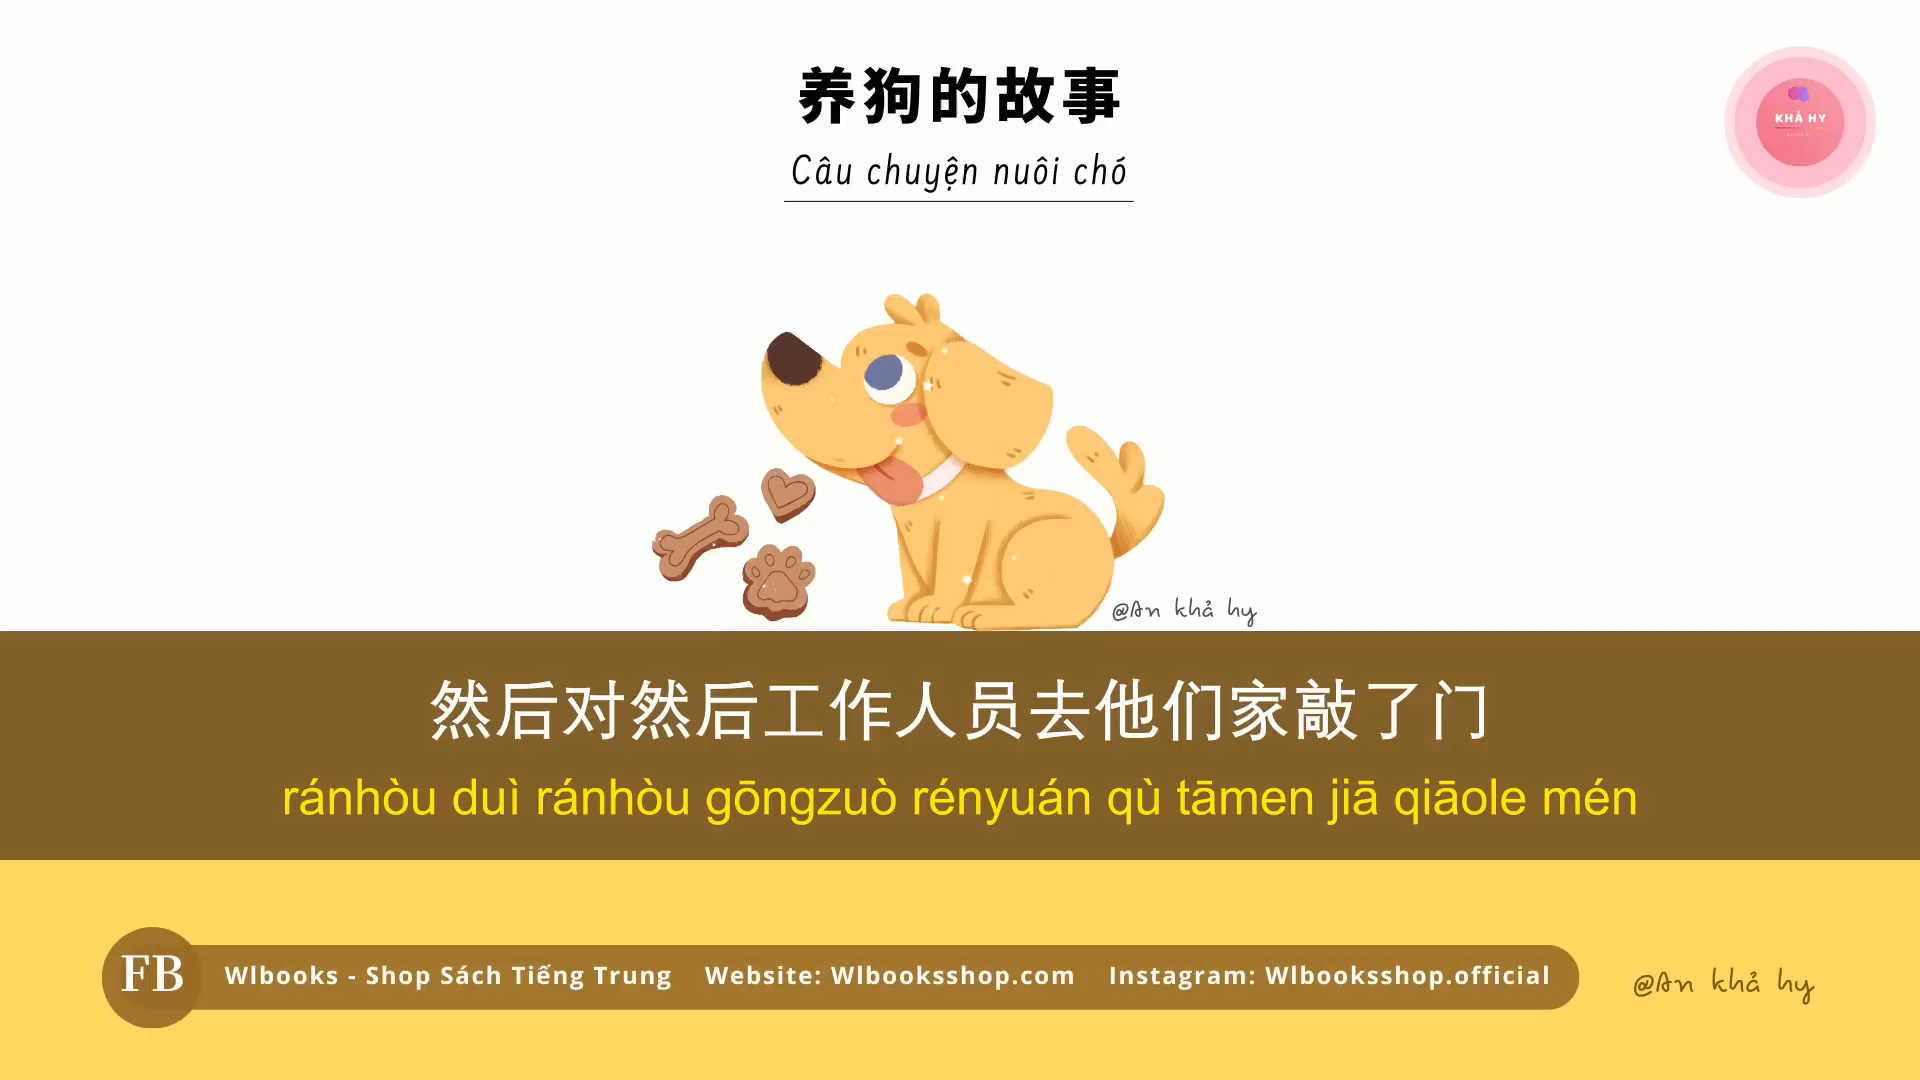 养狗的故事
Câu chuyện nuôi chó
KHẢ HY
@An khả hy
然后对然后工作人员去他们家敲了门
ránhòu duì ránhòu gōngzuò rényuán qù tāmen jiā qiāole mén
FB Wlbooks - Shop Sách Tiếng Trung Website: Wlbooksshop.com Instagram: Wlbooksshop.official
@An khả hy